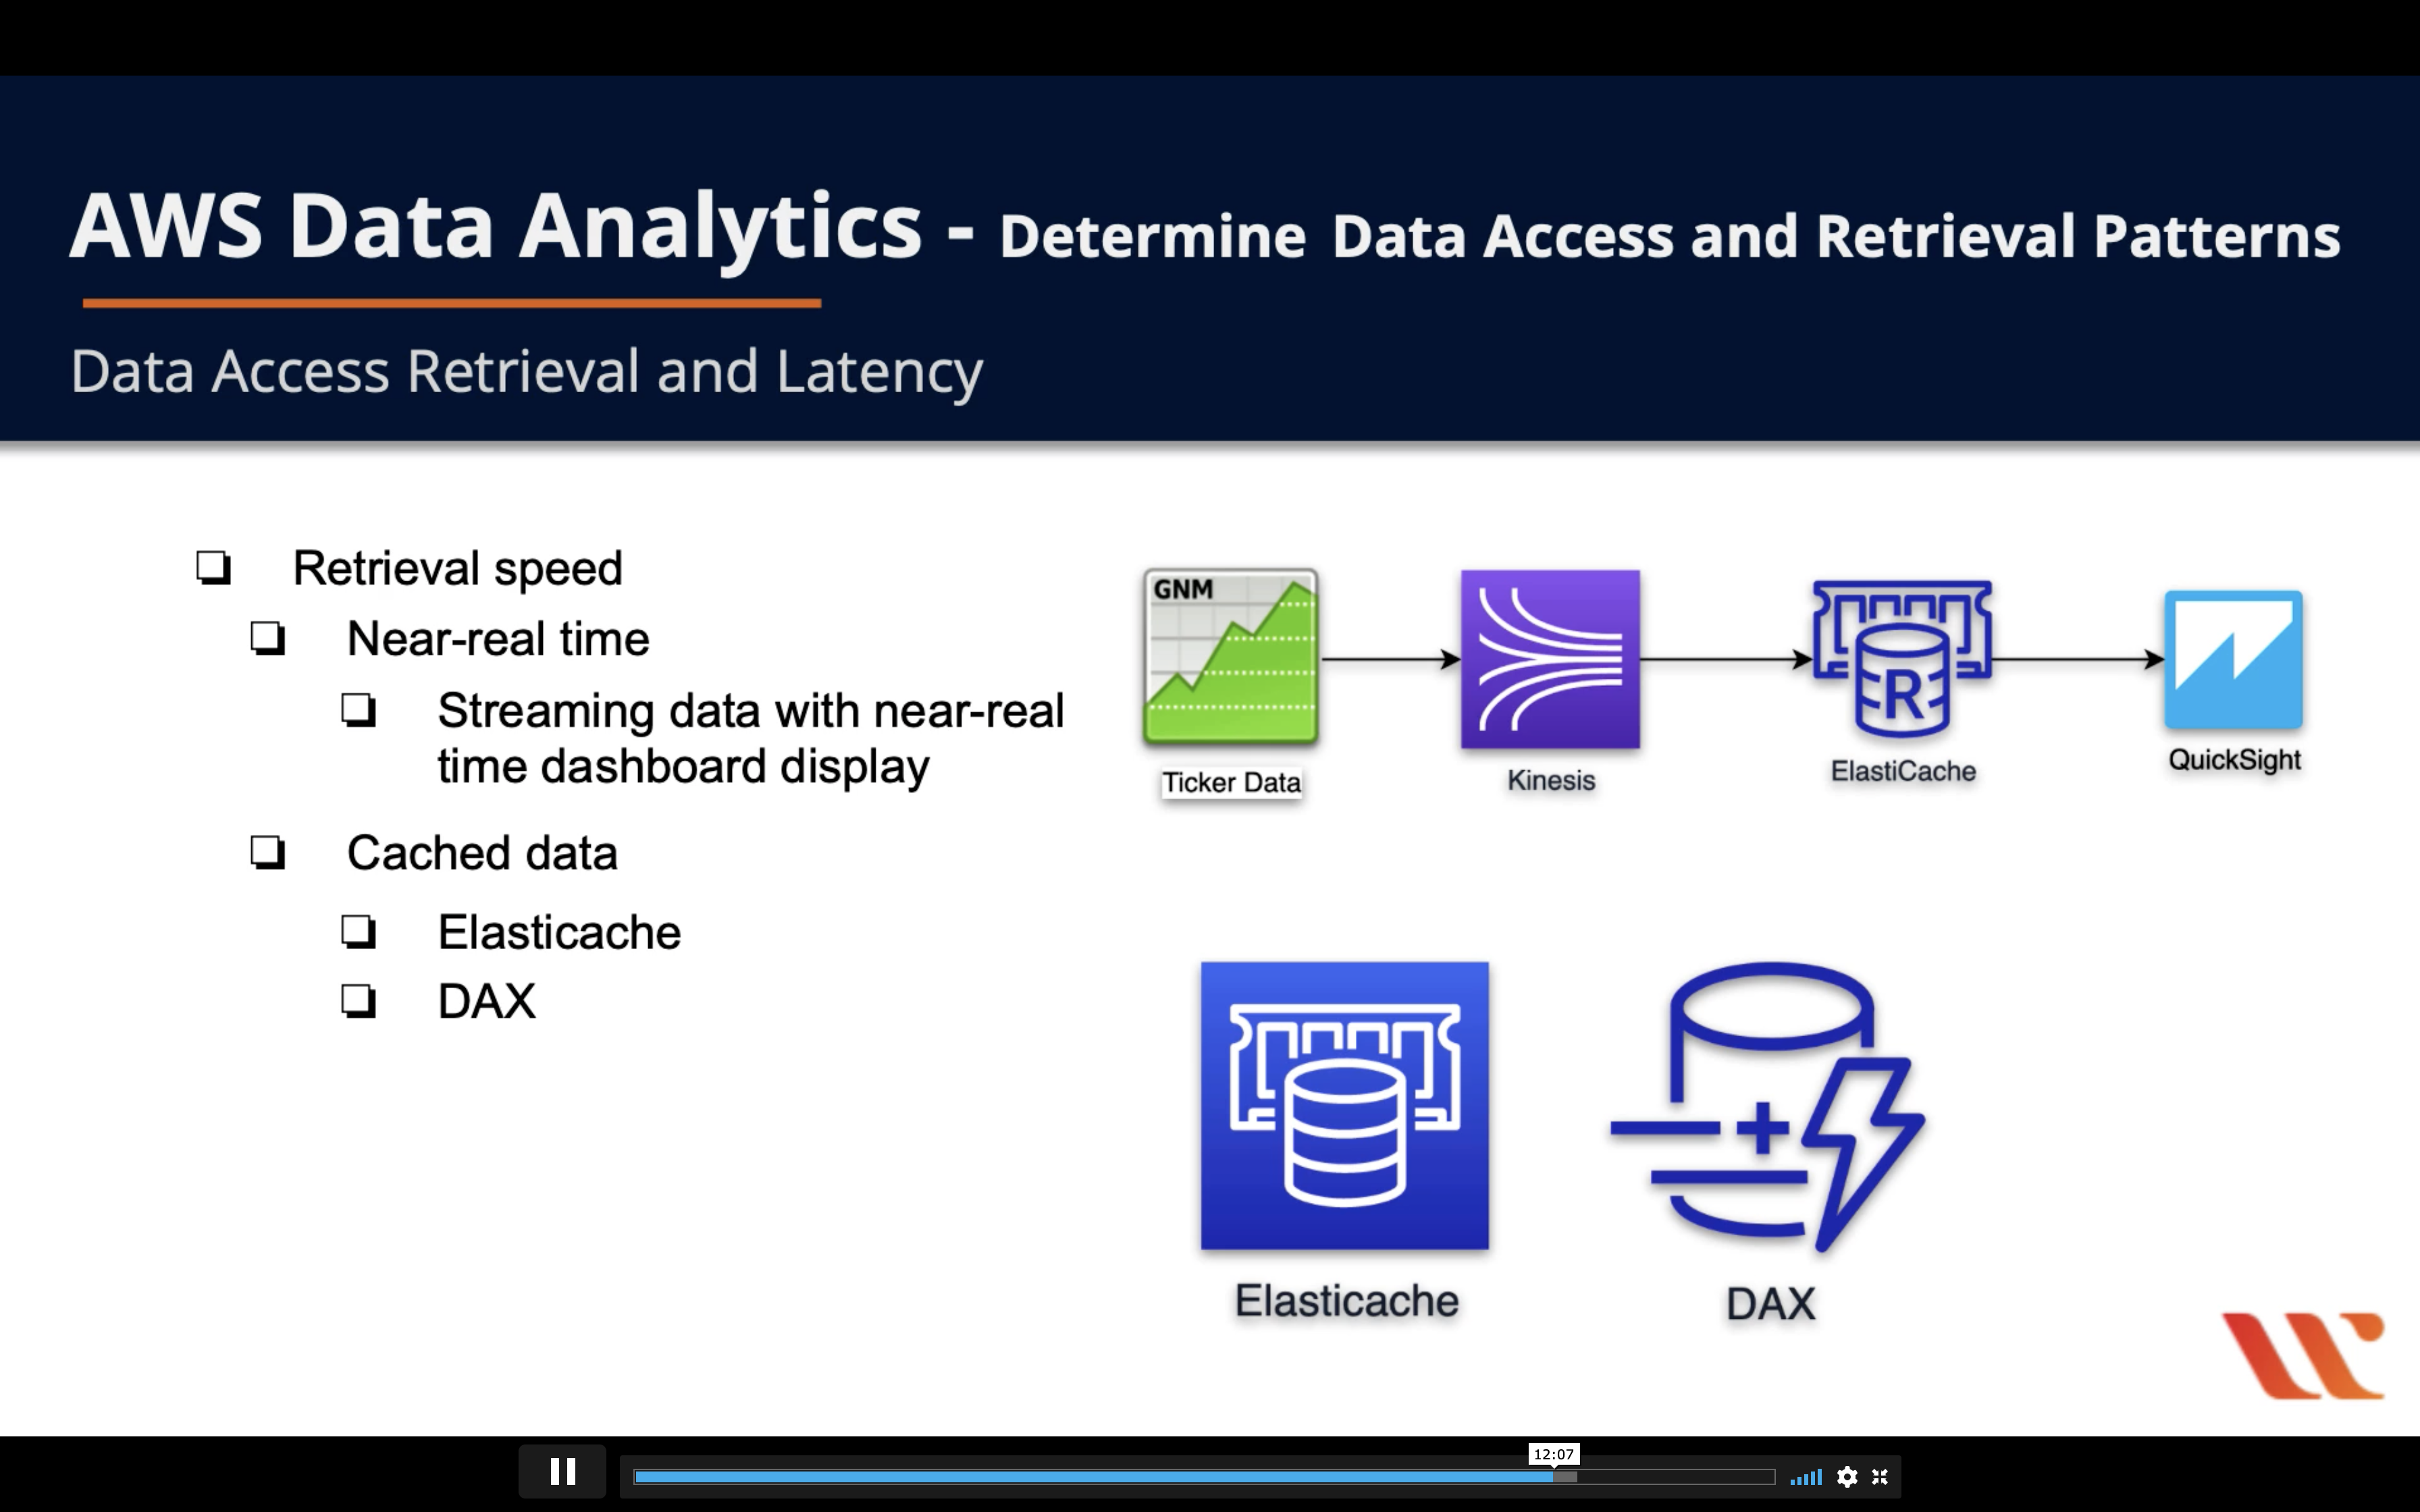 AWS Data Analytics - Determine Data Access and Retrieval Patterns
Data Access Retrieval and Latency
Retrieval speed
Near-real time
Streaming data with near-real
time dashboard display
Cached data
Elasticache
DAX
GNM
Ticker Data
Kinesis
R
ElastiCache
QuickSight
Elasticache
DAX
12:07